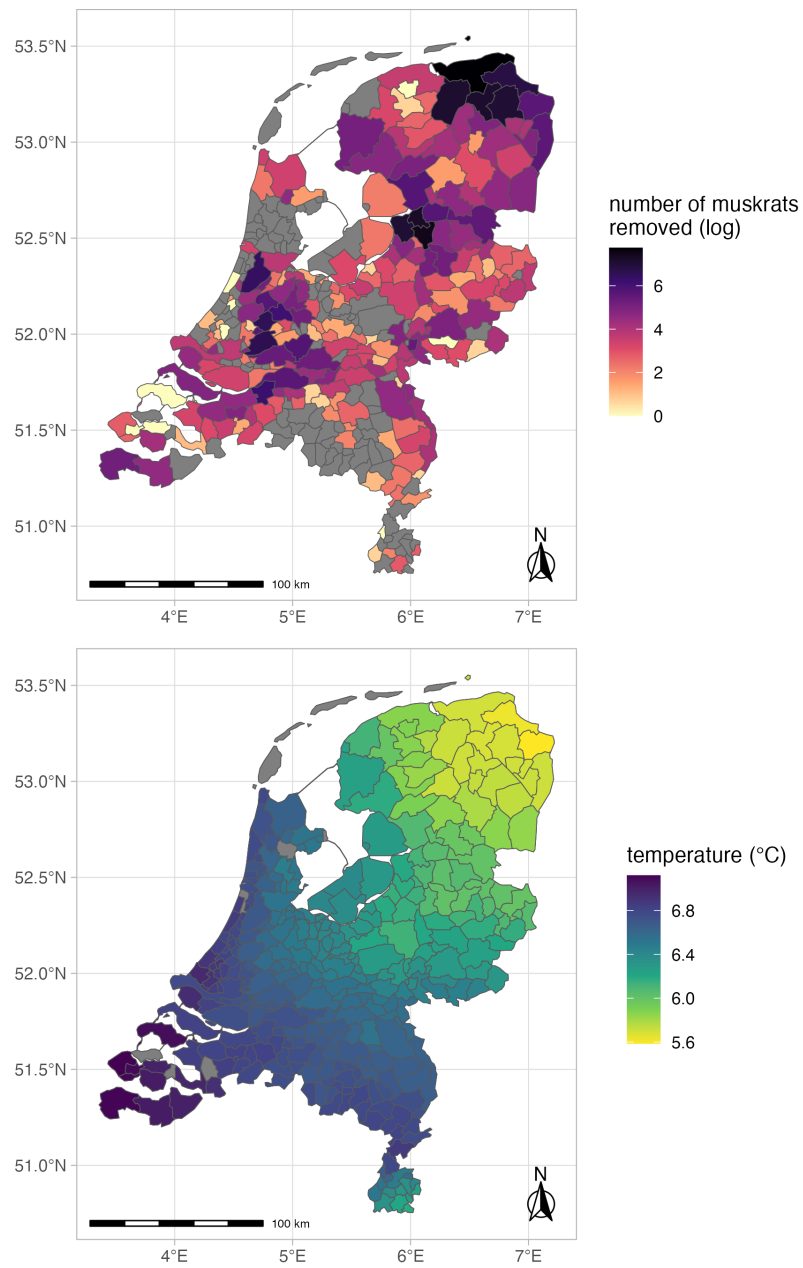 53.5°N
53.0°N
52.5°N
52.0°N
51.5°N
51.0°N
4°E
5°E
6°E
7°E
100 km
N
number of muskrats
removed (log)
6
4
2
0
53.5°N
53.0°N
52.5°N
52.0°N
51.5°N
51.0°N
4°E
5°E
6°E
7°E
100 km
N
temperature (°C)
6.8
6.4
6.0
5.6